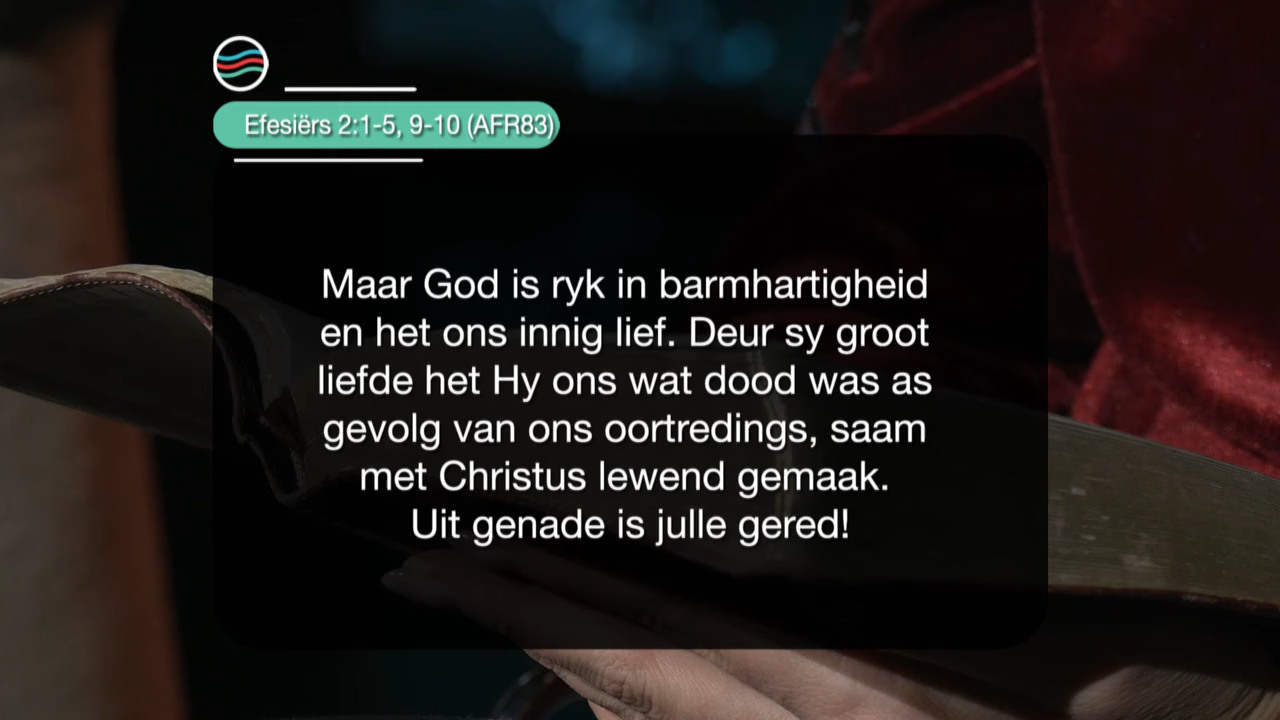 Efesiërs 2:1-5, 9-10 (AFR83)
Maar God is ryk in barmhartigheid
en het ons innig lief. Deur sy groot
liefde het Hy ons wat dood was as
gevolg van ons oortredings, saam
met Christus lewend gemaak.
Uit genade is julle gered!